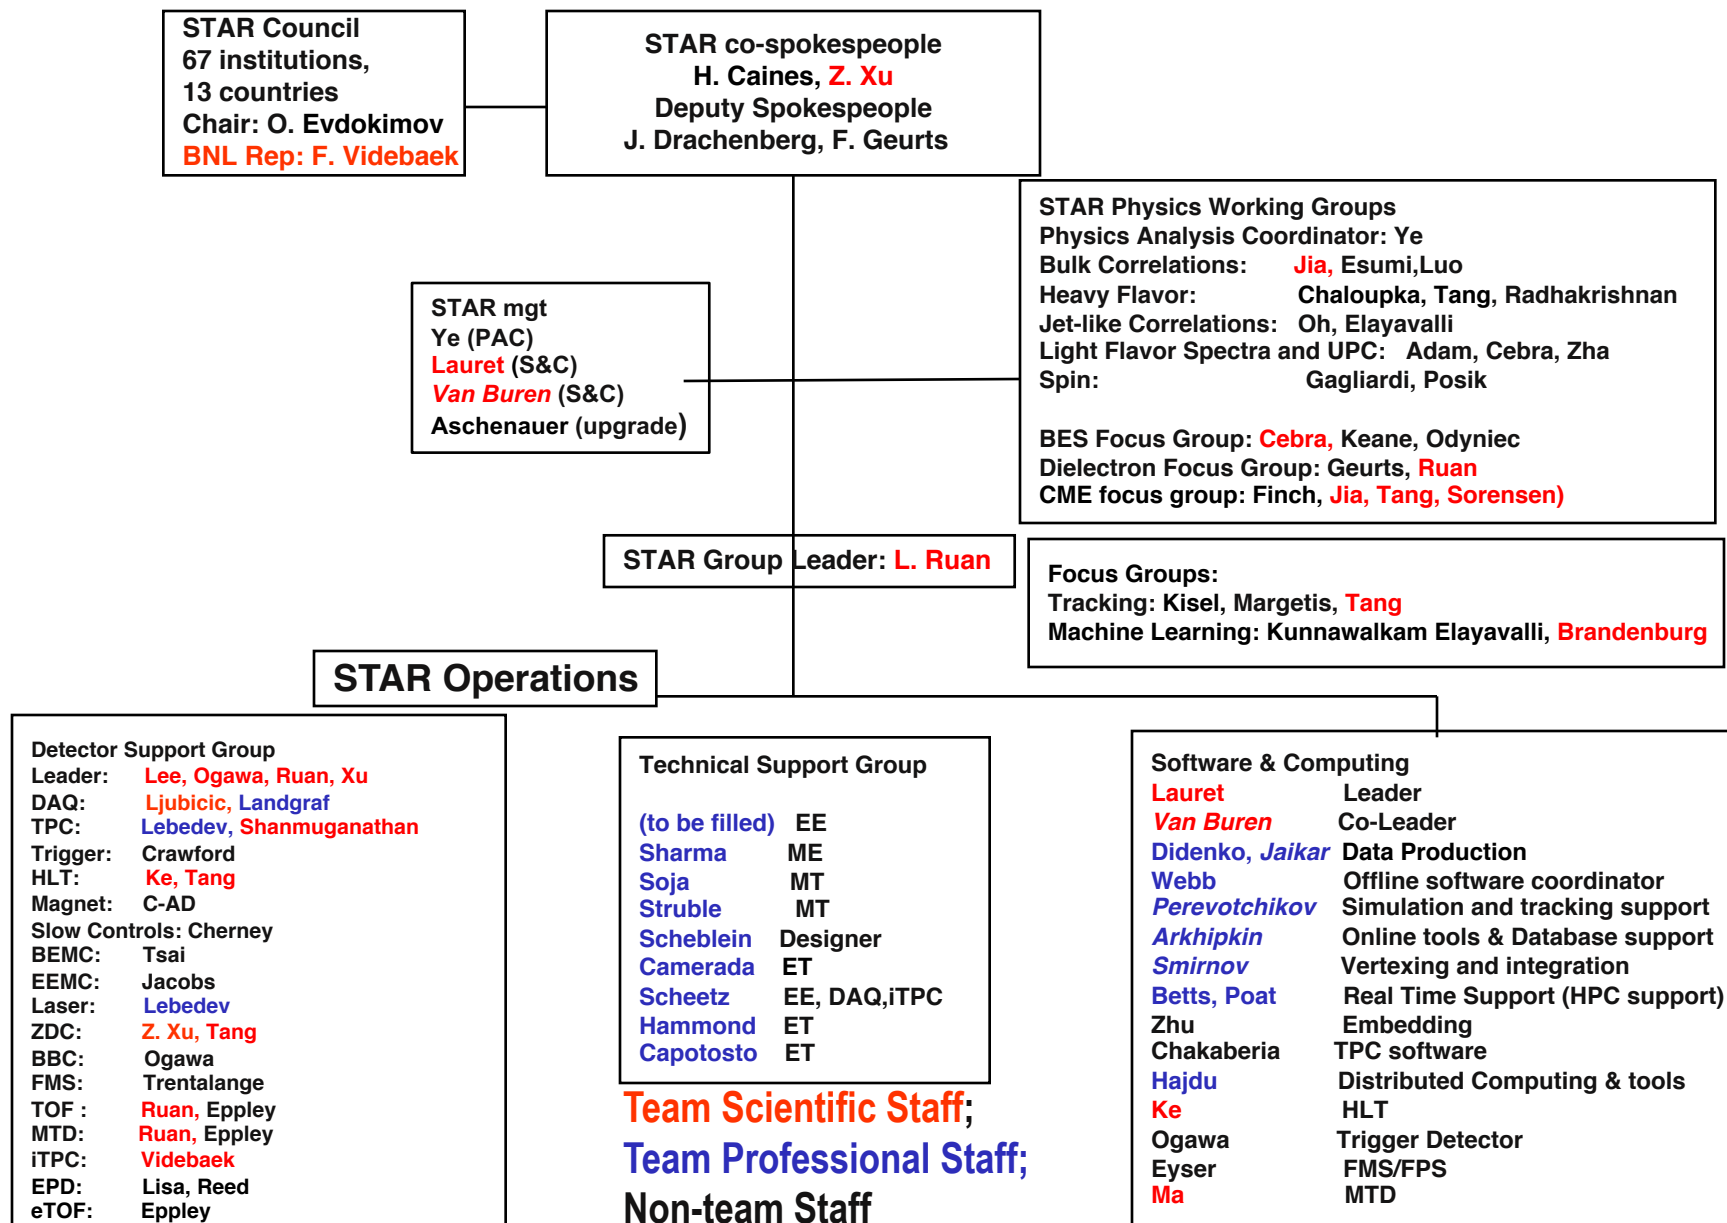 STAR Council
67 institutions,
13 countries
Chair: O. Evdokimov
BNL Rep: F. Videbaek
STAR co-spokespeople
H. Caines, Z. Xu
Deputy Spokespeople
J. Drachenberg, F. Geurts
STAR Physics Working Groups
Physics Analysis Coordinator: Ye
Bulk Correlations: Jia, Esumi,Luo
Heavy Flavor: Chaloupka, Tang, Radhakrishnan
Jet-like Correlations: Oh, Elayavalli
Light Flavor Spectra and UPC: Adam, Cebra, Zha
Spin: Gagliardi, Posik
BES Focus Group: Cebra, Keane, Odyniec
Dielectron Focus Group: Geurts, Ruan
CME focus group: Finch, Jia, Tang, Sorensen)
STAR mgt
Ye (PAC)
Lauret (S&C)
Van Buren (S&C)
Aschenauer (upgrade)
STAR Group Leader: L. Ruan
Focus Groups:
Tracking: Kisel, Margetis, Tang
Machine Learning: Kunnawalkam Elayavalli, Brandenburg
STAR Operations
Detector Support Group
Leader: Lee, Ogawa, Ruan, Xu
DAQ: Ljubicic, Landgraf
TPC: Lebedev, Shanmuganathan
Trigger: Crawford
HLT: Ke, Tang
Magnet: C-AD
Slow Controls: Cherney
BEMC: Tsai
EEMC: Jacobs
Laser: Lebedev
ZDC: Z. Xu, Tang
BBC: Ogawa
FMS: Trentalange
TOF : Ruan, Eppley
MTD: Ruan, Eppley
iTPC: Videbaek
EPD: Lisa, Reed
eTOF: Eppley
Technical Support Group
(to be filled) EE
Sharma ME
Soja MT
Struble MT
Scheblein Designer
Camerada ET
Scheetz EE, DAQ,iTPC
Hammond ET
Capotosto ET
Team Scientific Staff;
Team Professional Staff;
Non-team Staff
Software & Computing
Lauret Leader
Van Buren Co-Leader
Didenko, Jaikar Data Production
Webb Offline software coordinator
Perevotchikov Simulation and tracking support
Arkhipkin Online tools & Database support
Smirnov Vertexing and integration
Betts, Poat Real Time Support (HPC support)
Zhu Embedding
Chakaberia TPC software
Hajdu Distributed Computing & tools
Ke HLT
Ogawa Trigger Detector
Eyser FMS/FPS
Ma MTD